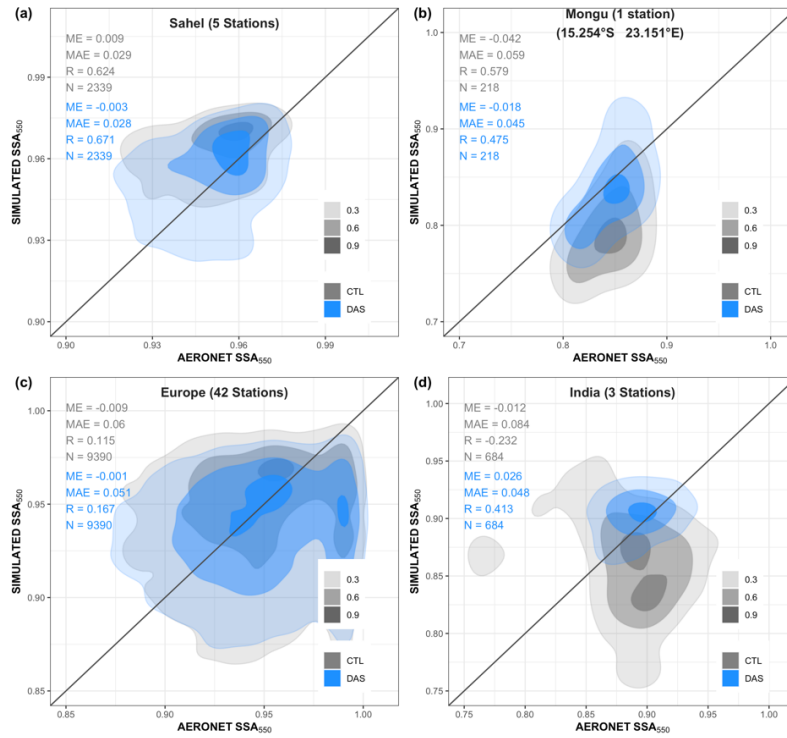 (a)
Sahel (5 Stations)
ME = 0.009
MAE = 0.029
R = 0.624
N = 2339
ME = -0.003
MAE = 0.028
R = 0.671
N = 2339
0.99
0.96
0.93
0.90
SIMULATED SSA550
0.3
0.6
0.9
CTL
DAS
0.90
0.93
0.96
0.99
AERONET SSA550
(b)
Mongu (1 station)
(15.254°S 23.151°E)
ME = -0.042
MAE = 0.059
R = 0.579
N = 218
ME = -0.018
MAE = 0.045
R = 0.475
N = 218
1.0
0.9
0.8
0.7
SIMULATED SSA550
0.3
0.6
0.9
CTL
DAS
0.7
0.8
0.9
1.0
AERONET SSA550
(c)
Europe (42 Stations)
ME = -0.009
MAE = 0.06
R = 0.115
N = 9390
ME = -0.001
MAE = 0.051
R = 0.167
N = 9390
1.00
0.95
0.90
0.85
SIMULATED SSA550
0.3
0.6
0.9
CTL
DAS
0.85
0.90
0.95
1.00
AERONET SSA550
(d)
India (3 Stations)
ME = -0.012
MAE = 0.084
R = -0.232
N = 684
ME = 0.026
MAE = 0.048
R = 0.413
N = 684
1.00
0.95
0.90
0.85
0.80
0.75
SIMULATED SSA550
0.3
0.6
0.9
CTL
DAS
0.75
0.80
0.85
0.90
0.95
1.00
AERONET SSA550